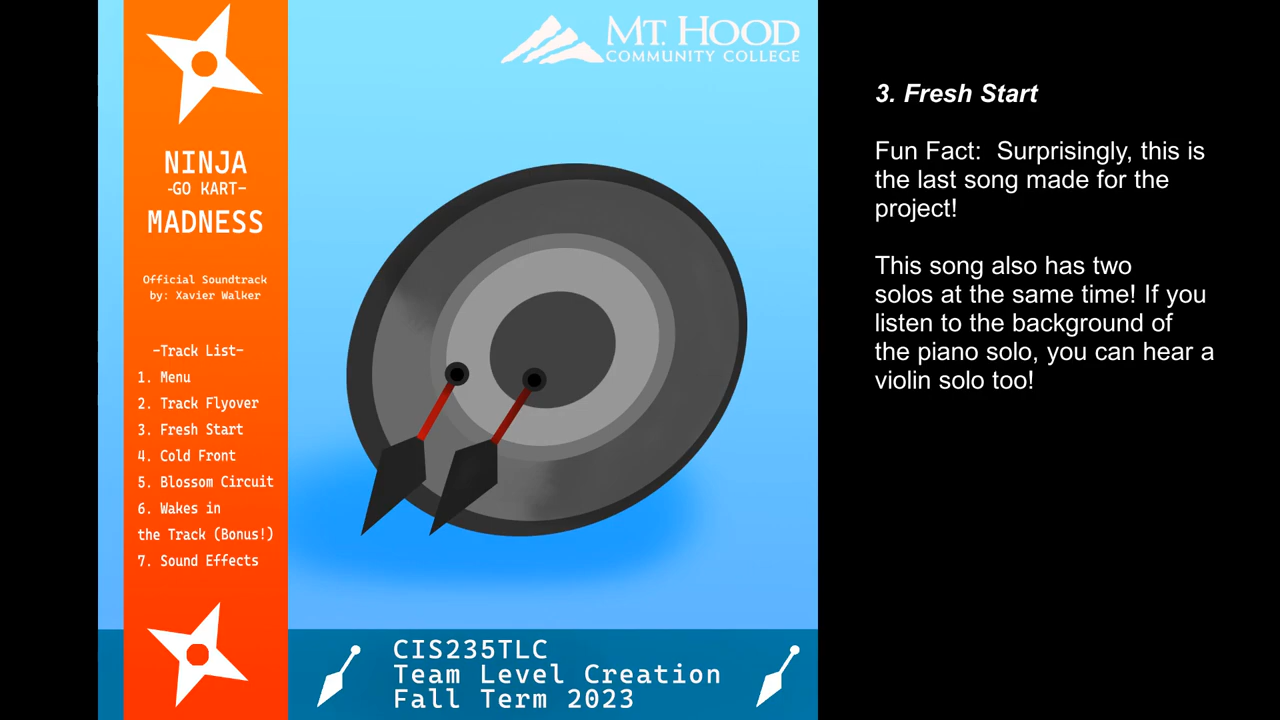 NINJA
-GO KART-
MADNESS
Official Soundtrack
by: Xavier Walker
-Track List-
1. Menu
2. Track Flyover
3. Fresh Start
4. Cold Front
5. Blossom Circuit
6. Wakes in
the Track (Bonus!)
7. Sound Effects
MT. HOOD
COMMUNITY COLLEGE
CIS235TLC
Team Level Creation
Fall Term 2023
3. Fresh Start
Fun Fact:  Surprisingly, this is
the last song made for the
project!
This song also has two
solos at the same time! If you
listen to the background of
the piano solo, you can hear a
violin solo too!